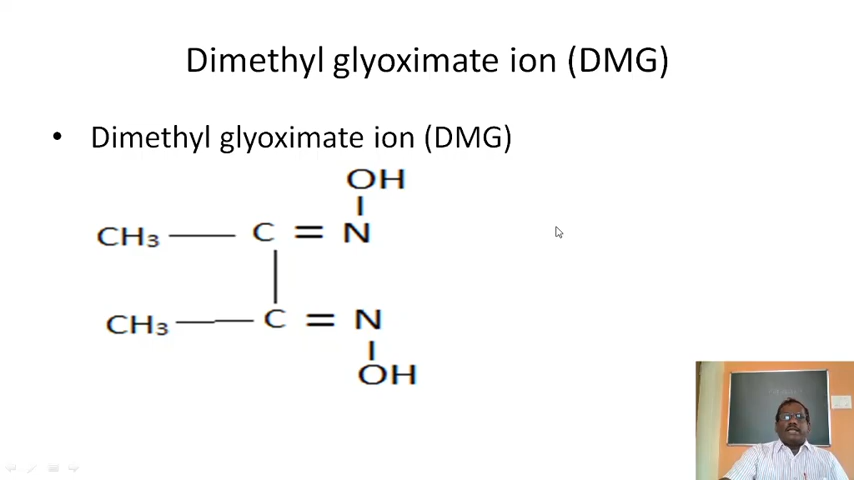 Dimethyl glyoximate ion (DMG)
• Dimethyl glyoximate ion (DMG)
OH
CH₃ — C = N
CH₃ — C = N
OH